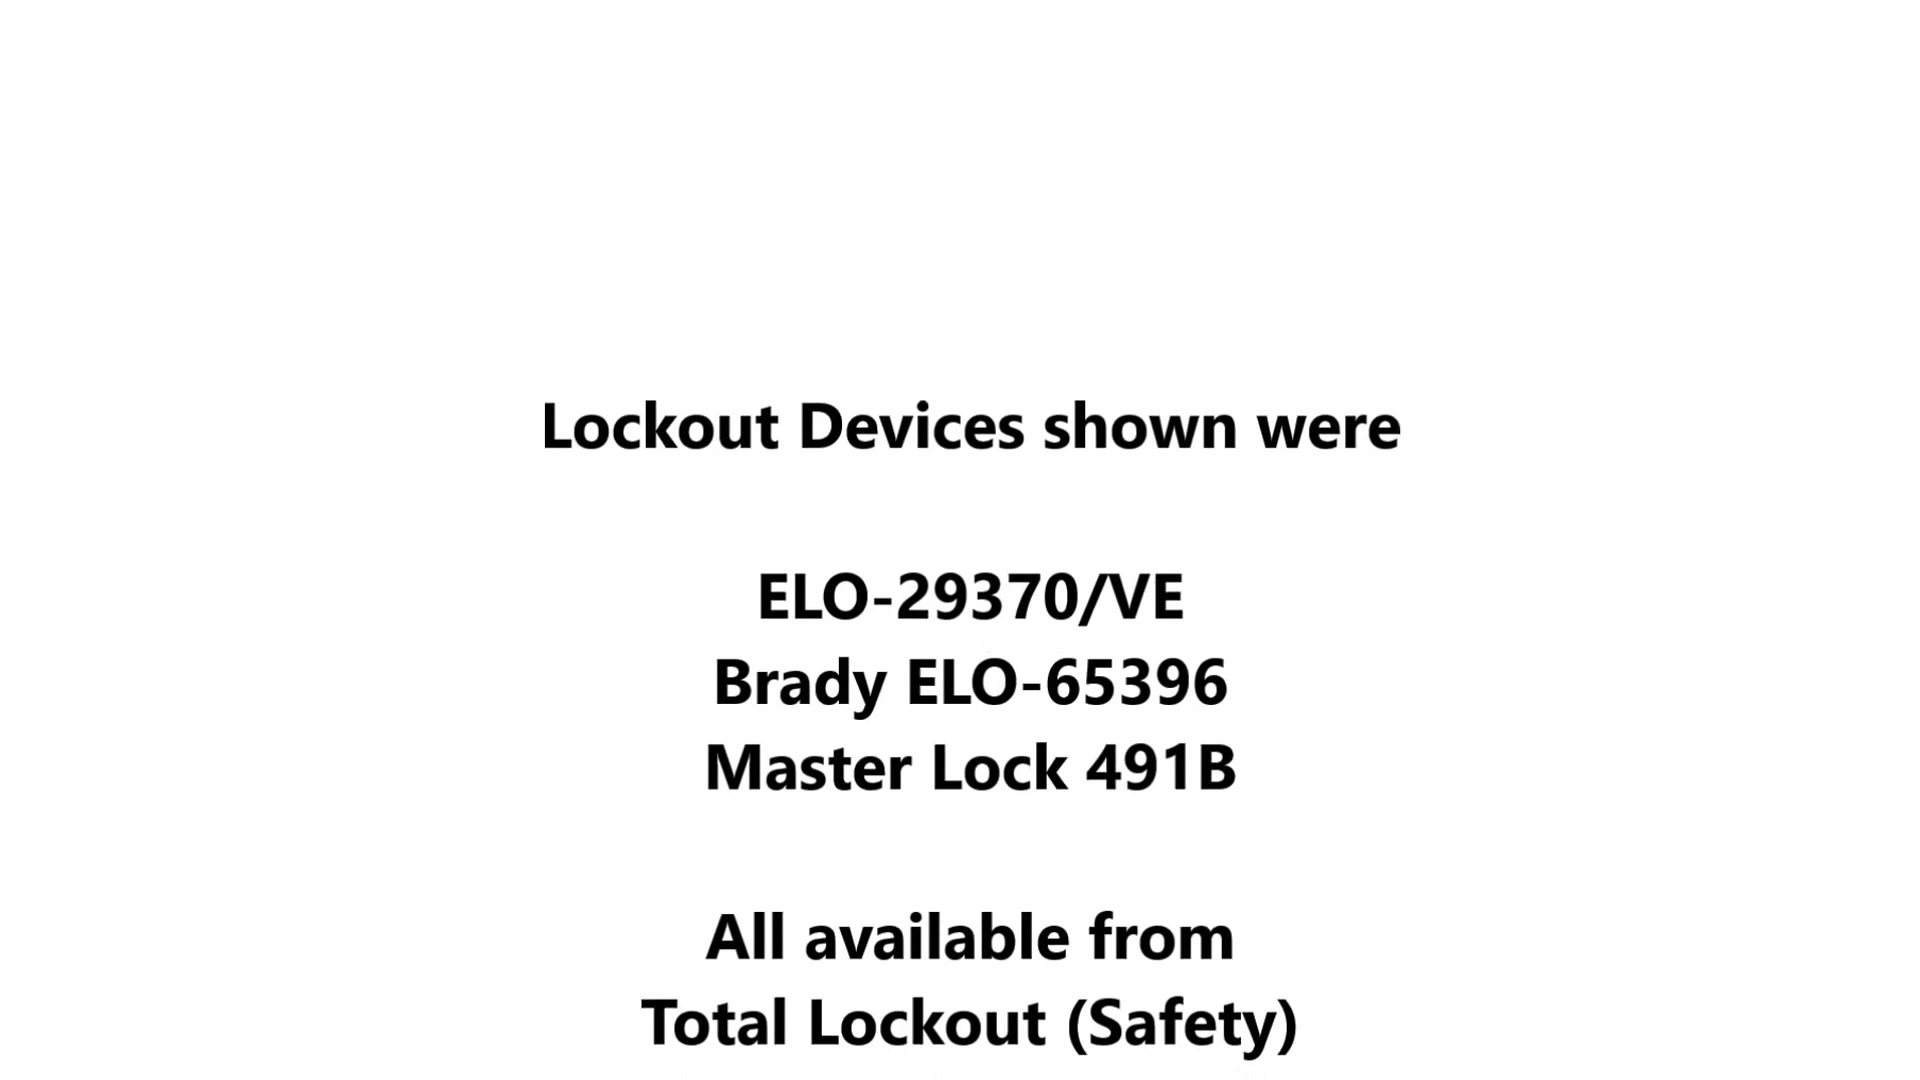 Lockout Devices shown were
ELO-29370/VE
Brady ELO-65396
Master Lock 491B
All available from
Total Lockout (Safety)